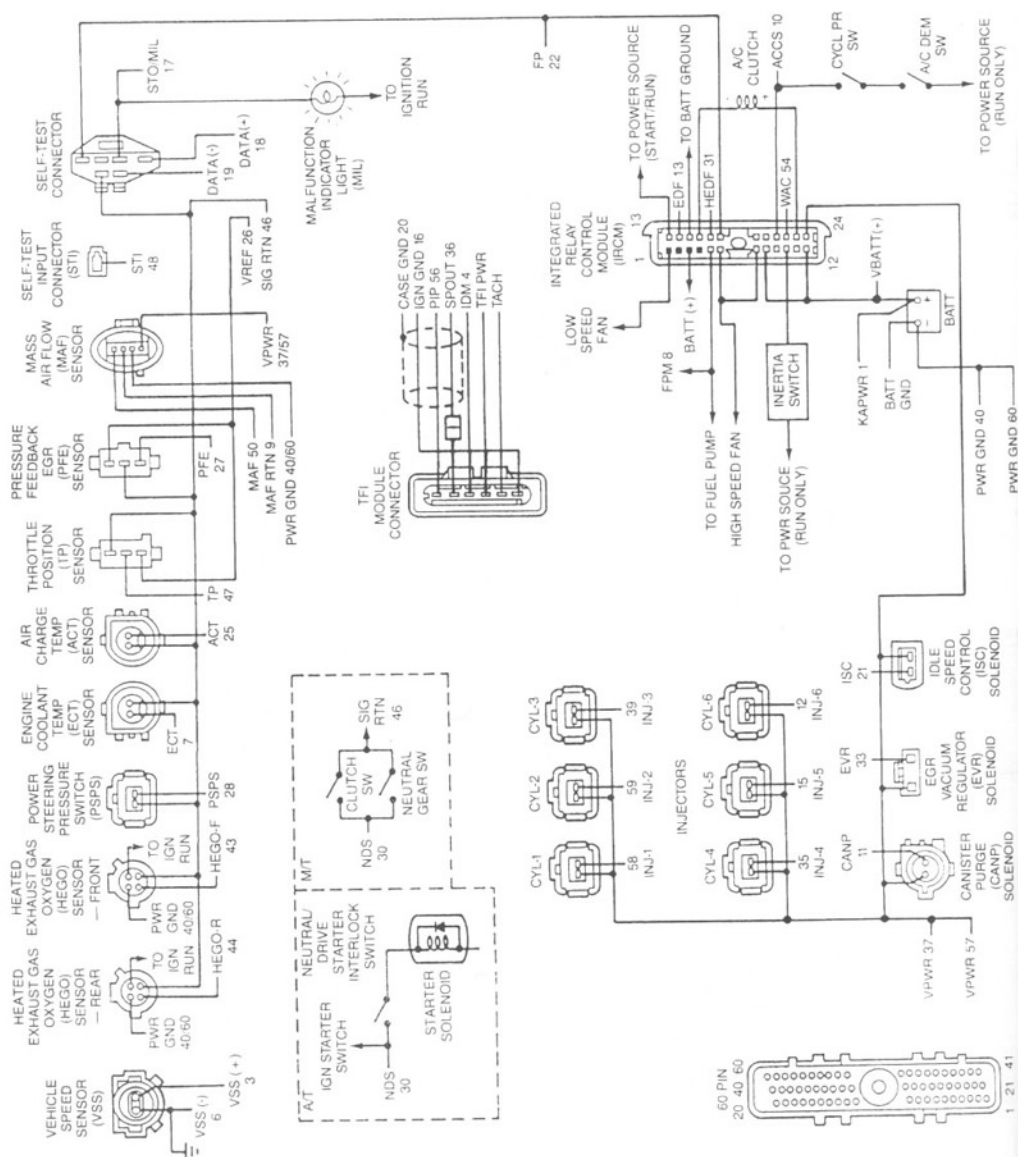 VEHICLE
SPEED
SENSOR
(VSS)
VSS (-)
6
VSS (+)
3
HEATED
EXHAUST GAS
OXYGEN
(HEGO)
SENSOR
— REAR
PWR
GND
40/60
TO
IGN
RUN
HEGO-R
44
HEATED
EXHAUST GAS
OXYGEN
(HEGO)
SENSOR
— FRONT
PWR
GND
40/60
TO
IGN
RUN
HEGO-F
43
POWER
STEERING
PRESSURE
SWITCH
(PSPS)
PSPS
28
ENGINE
COOLANT
TEMP
(ECT)
SENSOR
ECT
7
AIR
CHARGE
TEMP
(ACT)
SENSOR
ACT
25
THROTTLE
POSITION
(TP)
SENSOR
TP
47
PRESSURE
FEEDBACK
EGR
(PFE)
SENSOR
PFE
27
MASS
AIR FLOW
(MAF)
SENSOR
MAF 50
MAF RTN 9
PWR GND 40/60
VPWR
37/57
SELF-TEST
INPUT
CONNECTOR
(STI)
STI
48
VREF 26
SIG RTN 46
SELF-TEST
CONNECTOR
STO/MIL
17
DATA (-)
19
DATA (+)
18
MALFUNCTION
INDICATOR
LIGHT
(MIL)
TO
IGNITION
RUN
A/T
IGN STARTER
SWITCH
NDS
30
NEUTRAL/
DRIVE
STARTER
INTERLOCK
SWITCH
STARTER
SOLENOID
M/T
NDS
30
CLUTCH
SW
NEUTRAL
GEAR SW
SIG
RTN
46
TFI
MODULE
CONNECTOR
CASE GND 20
IGN GND 16
PIP 56
SPOUT 36
IDM 4
TFI PWR
TACH
FP
22
60 PIN
20 40 60
1 21 41
CYL-1
58
INJ-1
CYL-2
59
INJ-2
CYL-3
39
INJ-3
INJECTORS
CYL-4
35
INJ-4
CYL-5
15
INJ-5
CYL-6
12
INJ-6
VPWR 37
VPWR 57
CANP
11
CANISTER
PURGE
(CANP)
SOLENOID
EVR
33
EGR
VACUUM
REGULATOR
(EVR)
SOLENOID
ISC
21
IDLE
SPEED
CONTROL
(ISC)
SOLENOID
INTEGRATED
RELAY
CONTROL
MODULE
(IRCM)
1
13
12
24
LOW
SPEED
FAN
BATT (+)
FPM 8
TO FUEL PUMP
HIGH SPEED FAN
INERTIA
SWITCH
TO PWR SOUCE
(RUN ONLY)
TO POWER SOURCE
(START/RUN)
EDF 13
TO BATT GROUND
HEDF 31
A/C
CLUTCH
+
ACCS 10
WAC 54
CYCL PR
SW
A/C DEM
SW
TO POWER SOURCE
(RUN ONLY)
VBATT(+)
KAPWR 1
BATT
GND
- +
BATT
PWR GND 40
PWR GND 60